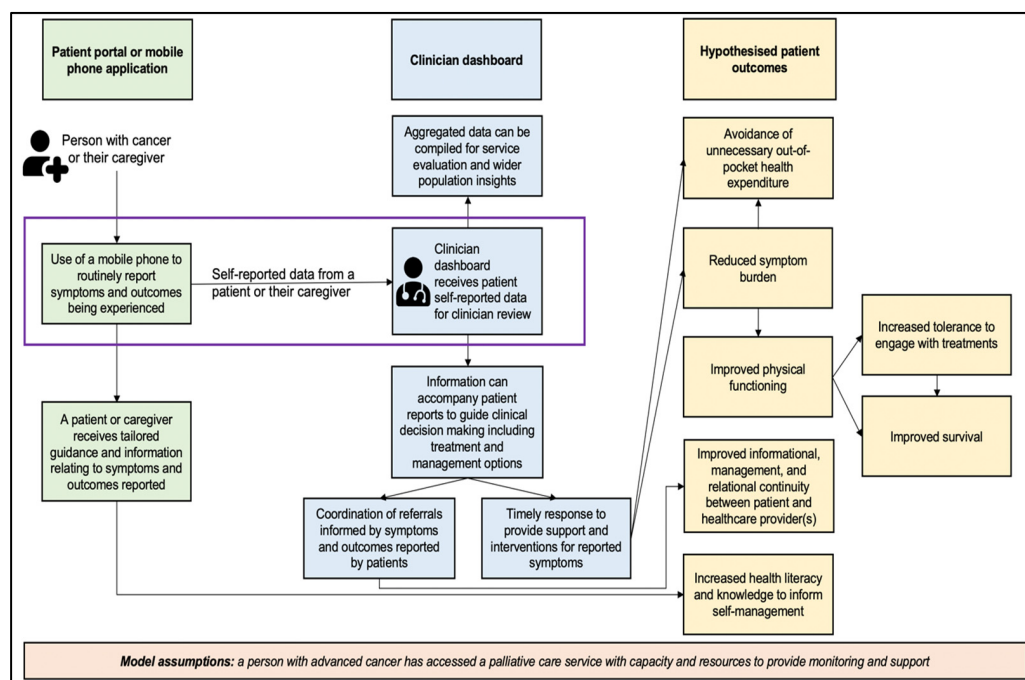 Patient portal or mobile
phone application
Clinician dashboard
Hypothesised patient
outcomes
Person with cancer
or their caregiver
Aggregated data can be
compiled for service
evaluation and wider
population insights
Avoidance of
unnecessary out-of-
pocket health
expenditure
Use of a mobile phone to
routinely report
symptoms and outcomes
being experienced
Self-reported data from a
patient or their caregiver
Clinician
dashboard
receives patient
self-reported data
for clinician review
Reduced symptom
burden
Increased tolerance to
engage with treatments
Improved physical
functioning
Improved survival
A patient or caregiver
receives tailored
guidance and information
relating to symptoms and
outcomes reported
Information can
accompany patient
reports to guide clinical
decision making including
treatment and
management options
Improved informational,
management, and
relational continuity
between patient and
healthcare provider(s)
Coordination of referrals
informed by symptoms
and outcomes reported
by patients
Timely response to
provide support and
interventions for reported
symptoms
Increased health literacy
and knowledge to inform
self-management
Model assumptions: a person with advanced cancer has accessed a palliative care service with capacity and resources to provide monitoring and support